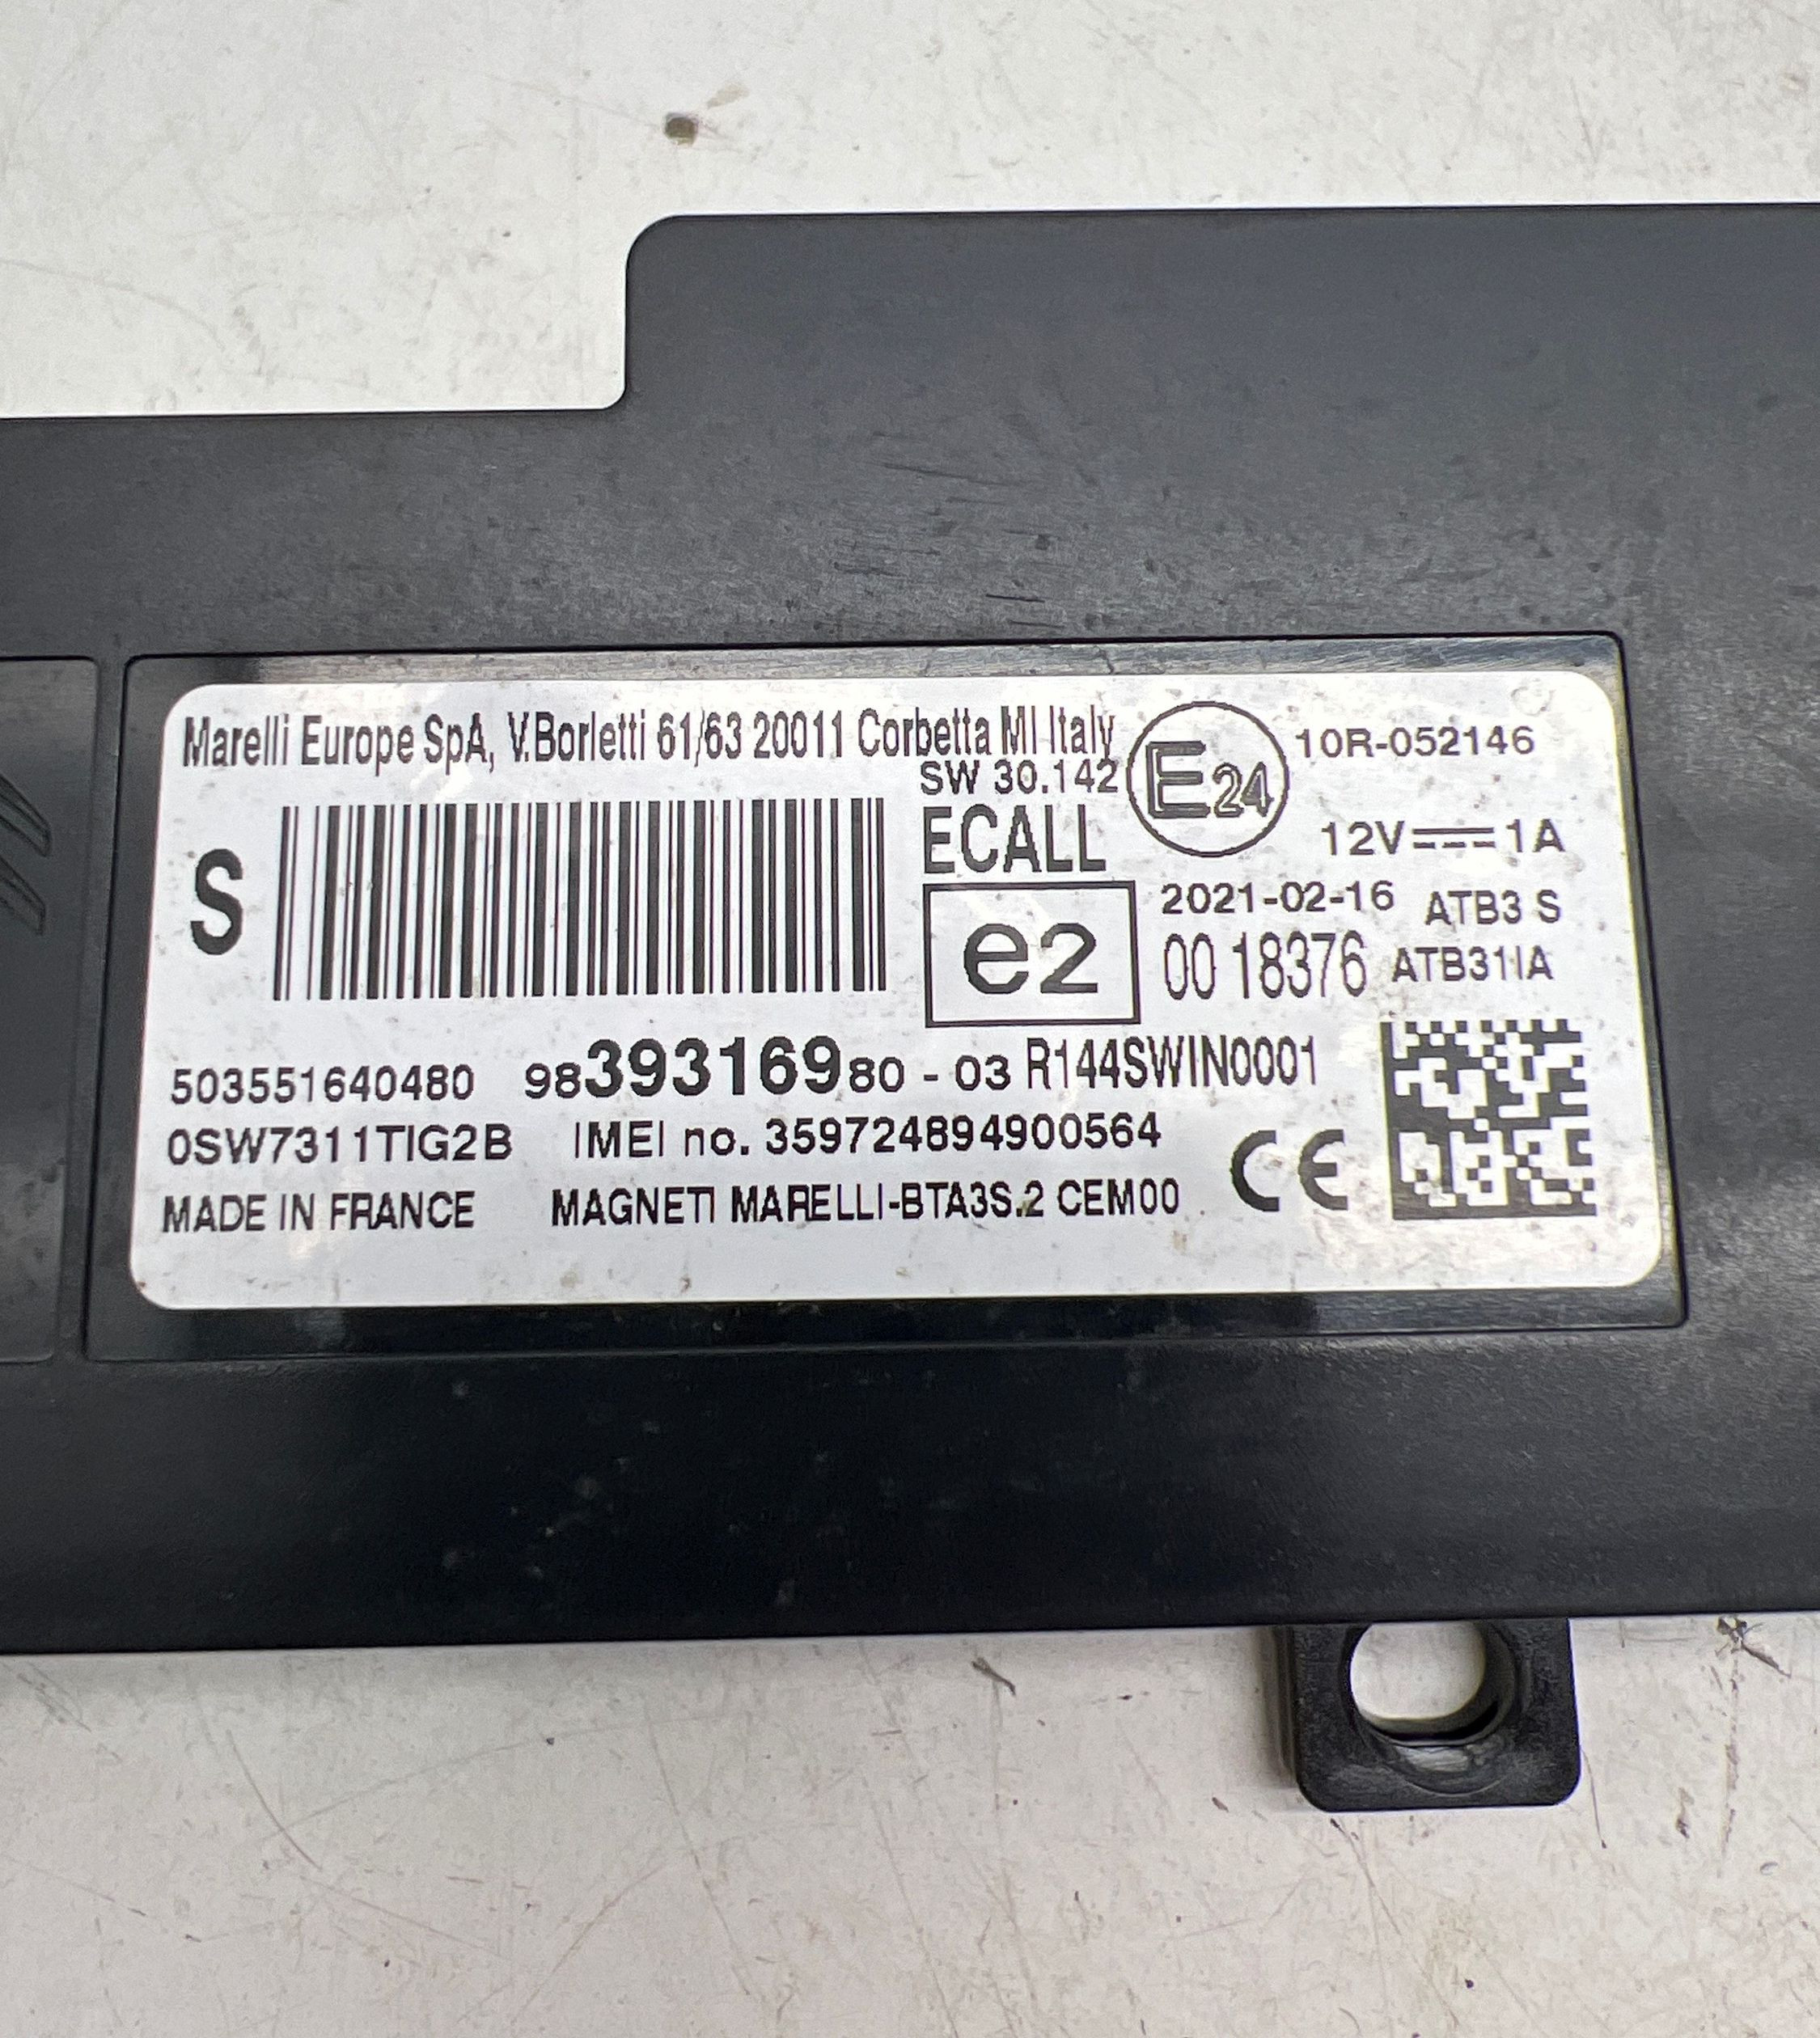 Marelli Europe SpA, V.Borletti 61/63 20011 Corbetta MI Italy
SW 30.142
E24
10R-052146
12V 1A
S
ECALL
e2
2021-02-16 ATB3 S
00 18376 ATB31IA
503551640480 9839316980 - 03 R144SWIN0001
0SW7311TIG2B IMEI no. 359724894900564
MADE IN FRANCE MAGNETI MARELLI-BTA3S.2 CEM00
CE